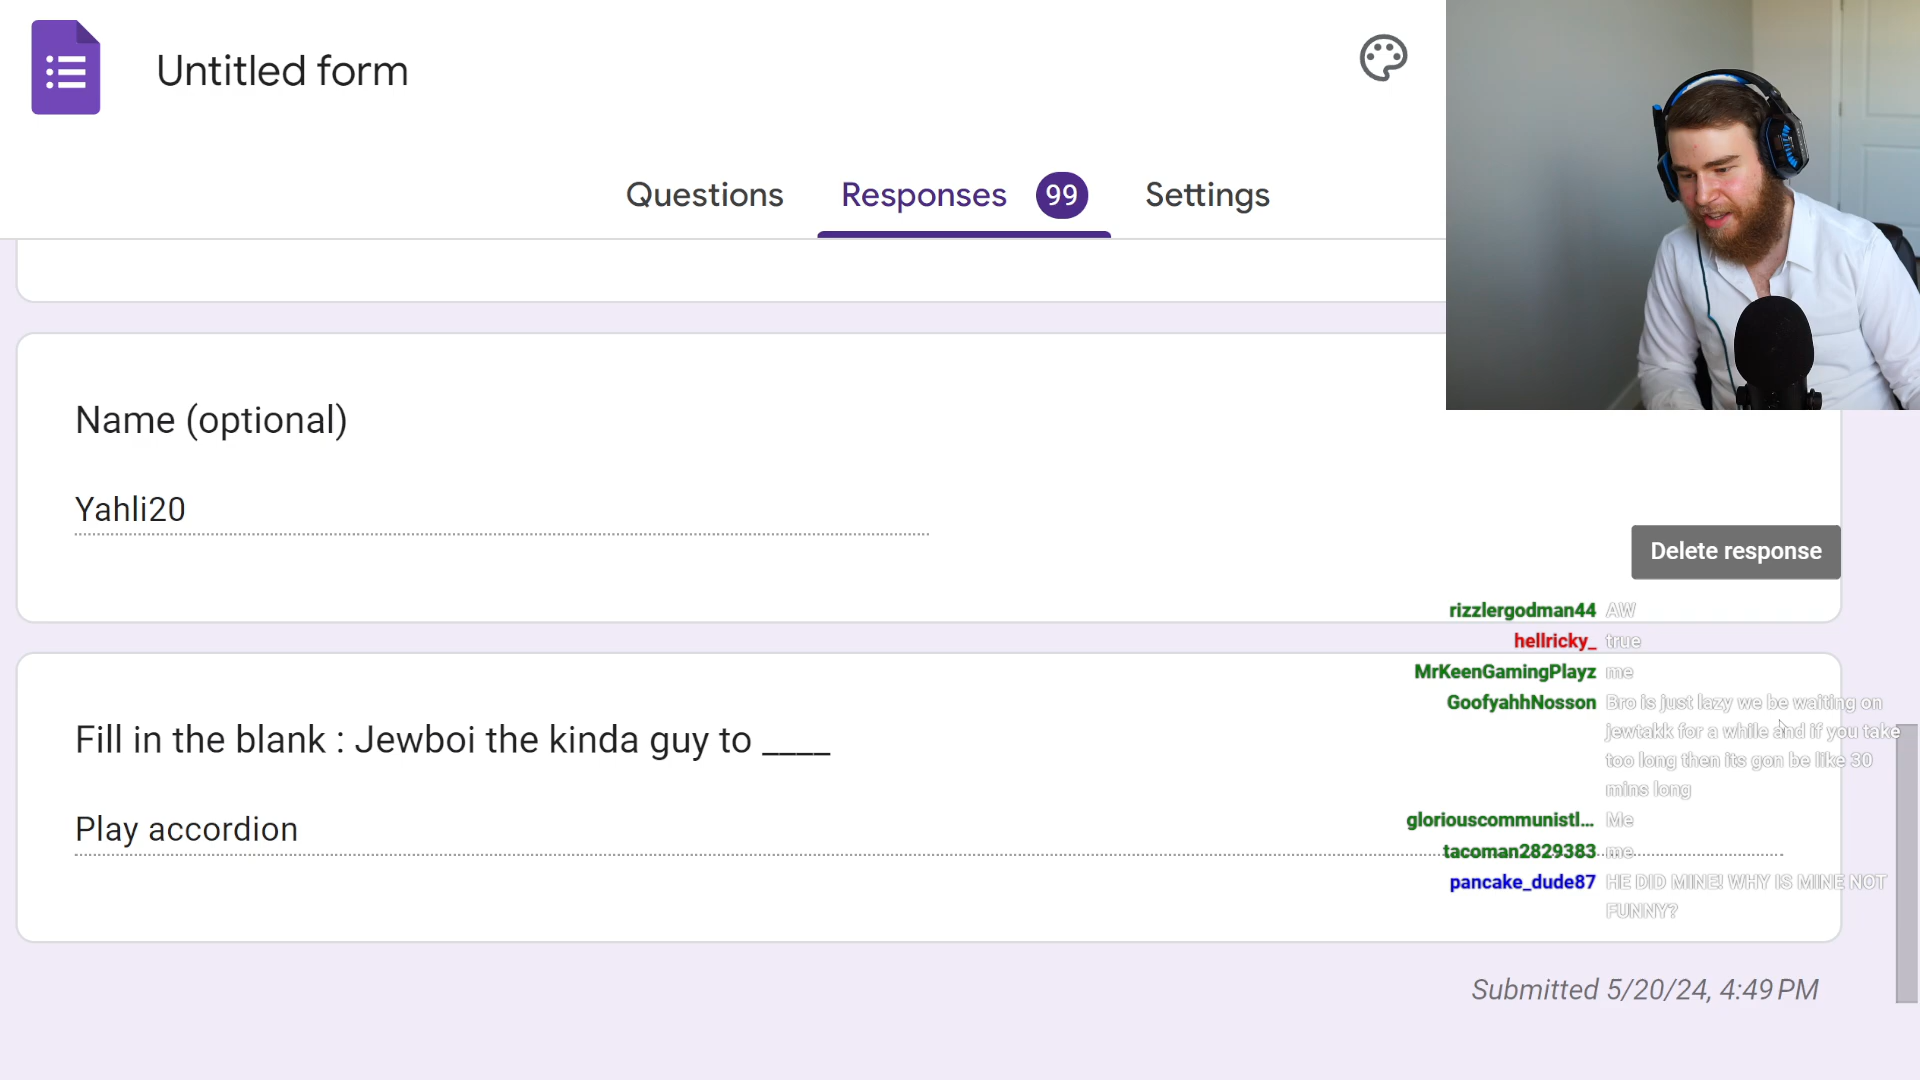 Untitled form
Questions
Responses 99
Settings
Name (optional)
Yahli20
Delete response
Fill in the blank : Jewboi the kinda guy to ____
Play accordion
rizzlergodman44 AW
hellricky_ true
MrKeenGamingPlayz me
GoofyahhNosson Bro is just lazy we be waiting on
jewtakk for a while and if you take
too long then its gon be like 30
mins long
gloriouscommunistl... Me
tacoman2829383 me
pancake_dude87 HE DID MINE! WHY IS MINE NOT
FUNNY?
Submitted 5/20/24, 4:49 PM